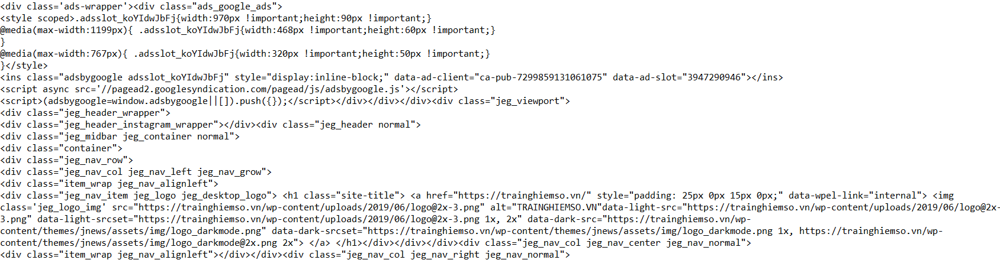 <div class='ads-wrapper'><div class="ads_google_ads">
<style scoped>.adsslot_koYIdwJbFj{width:970px !important;height:90px !important;}
@media(max-width:1199px){ .adsslot_koYIdwJbFj{width:468px !important;height:60px !important;}
}
@media(max-width:767px){ .adsslot_koYIdwJbFj{width:320px !important;height:50px !important;}
}</style>
<ins class="adsbygoogle adsslot_koYIdwJbFj" style="display:inline-block;" data-ad-client="ca-pub-7299859131061075" data-ad-slot="3947290946"></ins>
<script async src='//pagead2.googlesyndication.com/pagead/js/adsbygoogle.js'></script>
<script>(adsbygoogle=window.adsbygoogle||[]).push({});</script></div></div></div><div class="jeg_viewport">
<div class="jeg_header_wrapper">
<div class="jeg_header_instagram_wrapper"></div><div class="jeg_header normal">
<div class="jeg_midbar jeg_container normal">
<div class="container">
<div class="jeg_nav_row">
<div class="jeg_nav_col jeg_nav_left jeg_nav_grow">
<div class="item_wrap jeg_nav_alignleft">
<div class="jeg_nav_item jeg_logo jeg_desktop_logo"> <h1 class="site-title"> <a href="https://trainghiemso.vn/" style="padding: 25px 0px 15px 0px;" data-wpel-link="internal"> <img
class='jeg_logo_img' src="https://trainghiemso.vn/wp-content/uploads/2019/06/logo@2x-3.png" alt="TRAINGHIEMSO.VN"data-light-src="https://trainghiemso.vn/wp-content/uploads/2019/06/logo@2x-
3.png" data-light-srcset="https://trainghiemso.vn/wp-content/uploads/2019/06/logo@2x-3.png 1x, 2x" data-dark-src="https://trainghiemso.vn/wp-
content/themes/jnews/assets/img/logo_darkmode.png" data-dark-srcset="https://trainghiemso.vn/wp-content/themes/jnews/assets/img/logo_darkmode.png 1x, https://trainghiemso.vn/wp-
content/themes/jnews/assets/img/logo_darkmode@2x.png 2x"> </a> </h1></div></div></div><div class="jeg_nav_col jeg_nav_center jeg_nav_normal">
<div class="item_wrap jeg_nav_alignleft"></div></div><div class="jeg_nav_col jeg_nav_right jeg_nav_normal">